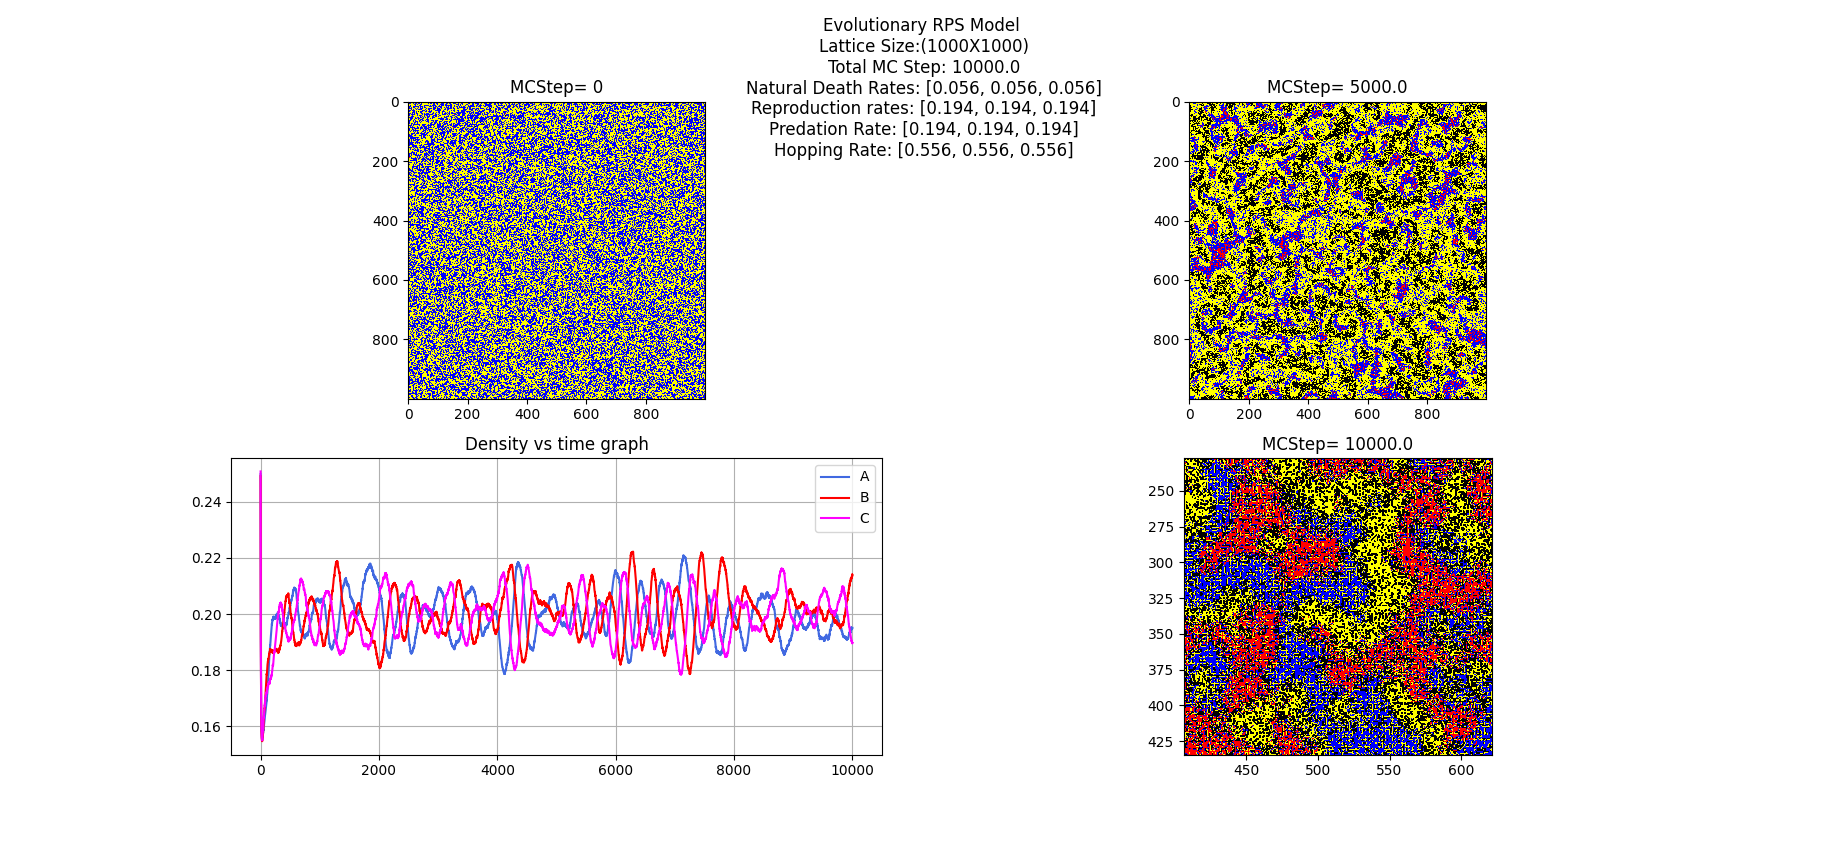 Evolutionary RPS Model
Lattice Size:(1000X1000)
Total MC Step: 10000.0
Natural Death Rates: [0.056, 0.056, 0.056]
Reproduction rates: [0.194, 0.194, 0.194]
Predation Rate: [0.194, 0.194, 0.194]
Hopping Rate: [0.556, 0.556, 0.556]
MCStep= 0
0
200
400
600
800
0 200 400 600 800
MCStep= 5000.0
0
200
400
600
800
0 200 400 600 800
Density vs time graph
A
B
C
0.24
0.22
0.20
0.18
0.16
0 2000 4000 6000 8000 10000
MCStep= 10000.0
250
275
300
325
350
375
400
425
450 500 550 600